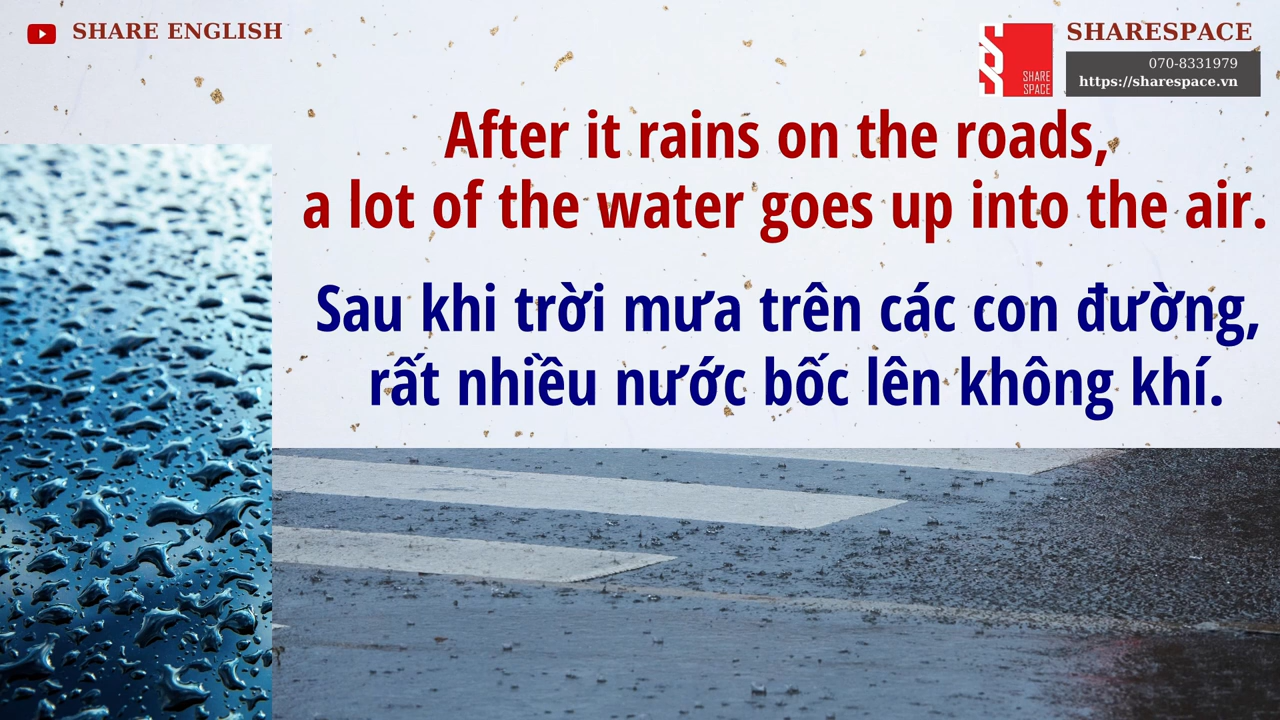 SHARE ENGLISH
SHARE
SPACE
SHARESPACE
070-8331979
https://sharespace.vn
After it rains on the roads,
a lot of the water goes up into the air.
Sau khi trời mưa trên các con đường,
rất nhiều nước bốc lên không khí.